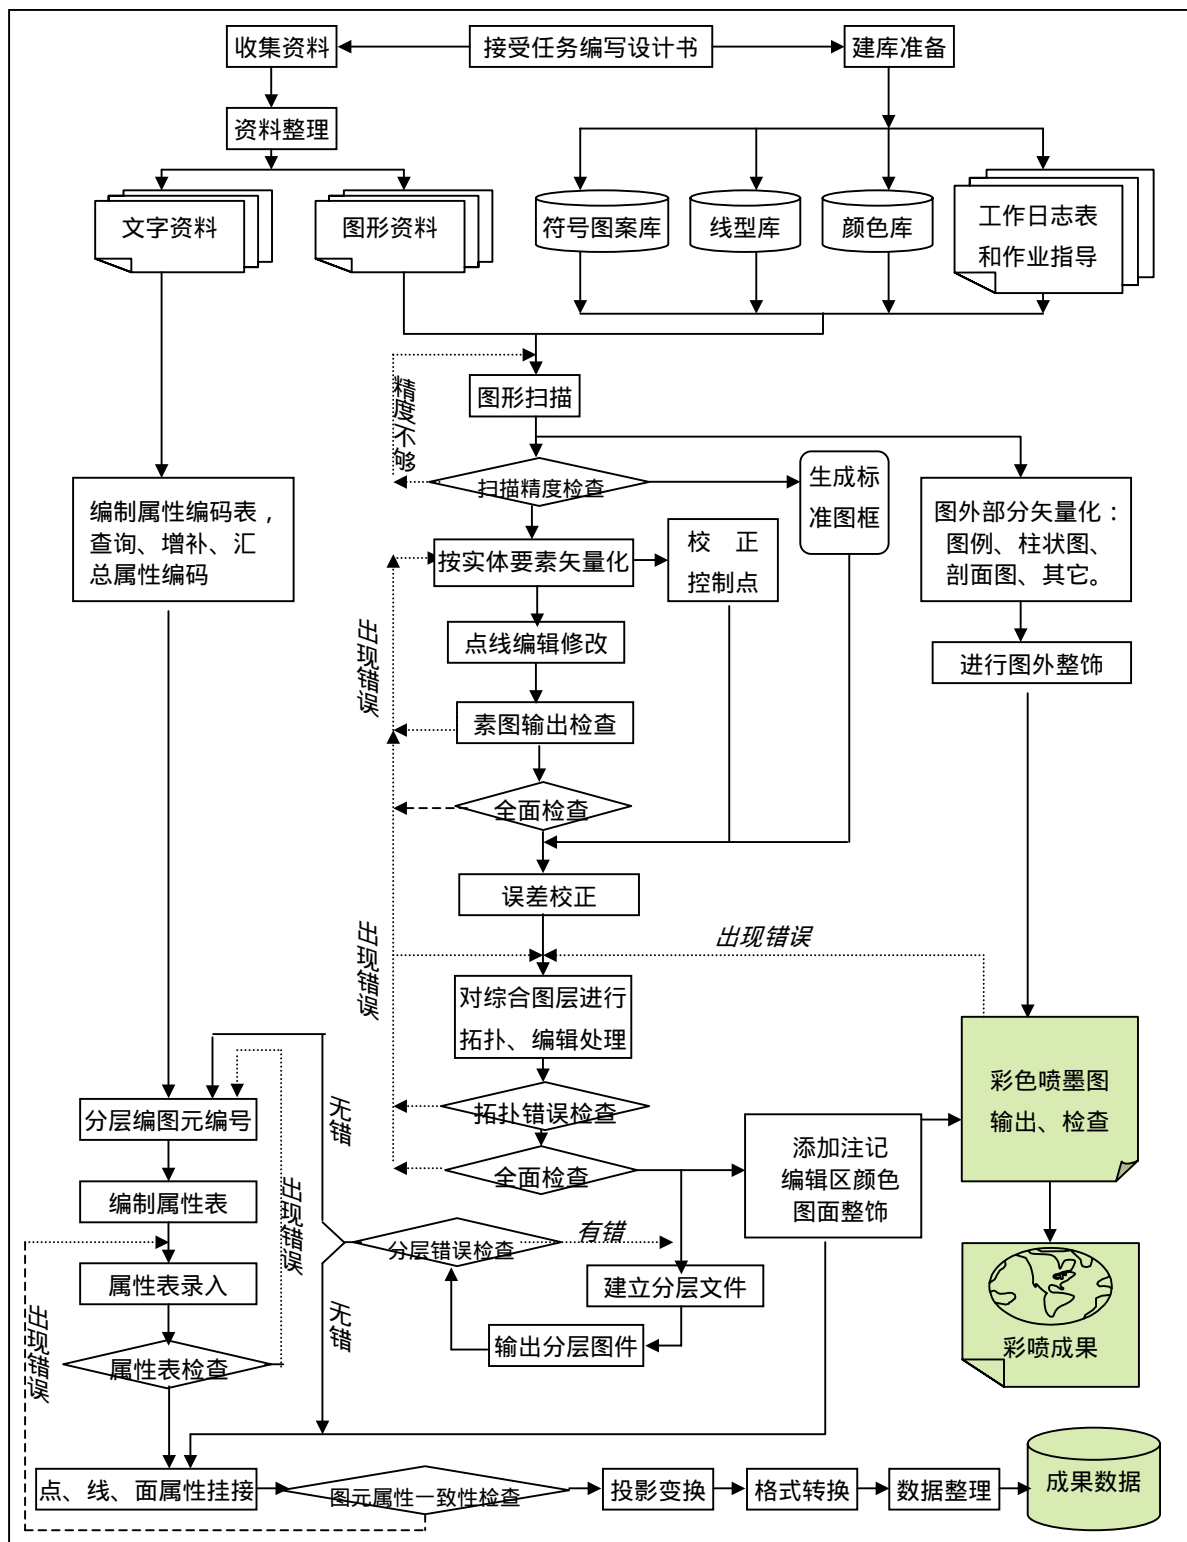 收集资料
接受任务编写设计书
建库准备
资料整理
文字资料
图形资料
符号图案库
线型库
颜色库
工作日志表
和作业指导
图形扫描
精度不够
扫描精度检查
生成标
准图框
编制属性编码表，
查询、增补、汇
总属性编码
图外部分矢量化：
图例、柱状图、
剖面图、其它。
按实体要素矢量化
校 正
控制点
出现错误
点线编辑修改
进行图外整饰
素图输出检查
全面检查
误差校正
出现错误
出现错误
对综合图层进行
拓扑、编辑处理
彩色喷墨图
输出、检查
分层编图元编号
无错
拓扑错误检查
添加注记
编辑区颜色
图面整饰
全面检查
编制属性表
出现错误
分层错误检查
有错
属性表录入
建立分层文件
出现错误
无错
输出分层图件
彩喷成果
属性表检查
点、线、面属性挂接
图元属性一致性检查
投影变换
格式转换
数据整理
成果数据